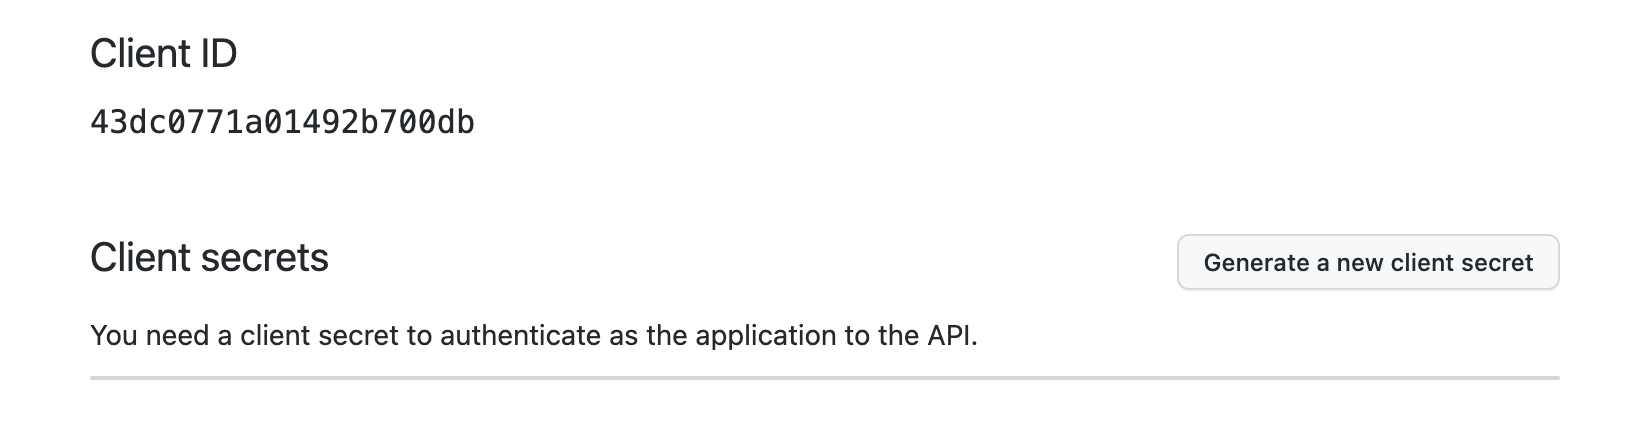 Client ID
43dc0771a01492b700db
Client secrets
Generate a new client secret
You need a client secret to authenticate as the application to the API.